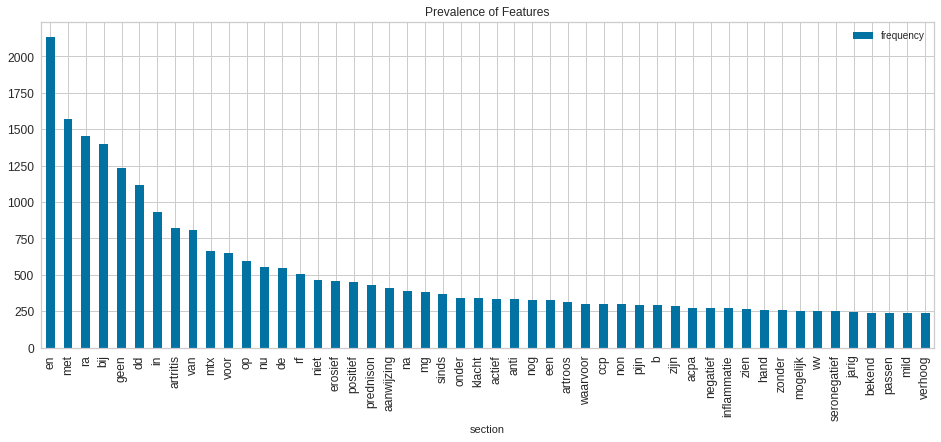 Prevalence of Features
frequency
2000
1750
1500
1250
1000
750
500
250
0
en
met
ra
bij
geen
dd
in
artritis
van
mtx
voor
op
nu
de
rf
niet
erosief
positief
prednison
aanwijzing
na
mg
sinds
onder
klacht
actief
anti
nog
een
artroos
waarvoor
ccp
non
pijn
b
zijn
acpa
negatief
inflammatie
zien
hand
zonder
mogelijk
wv
seronegatief
jarig
bekend
passen
mild
verhoog
section